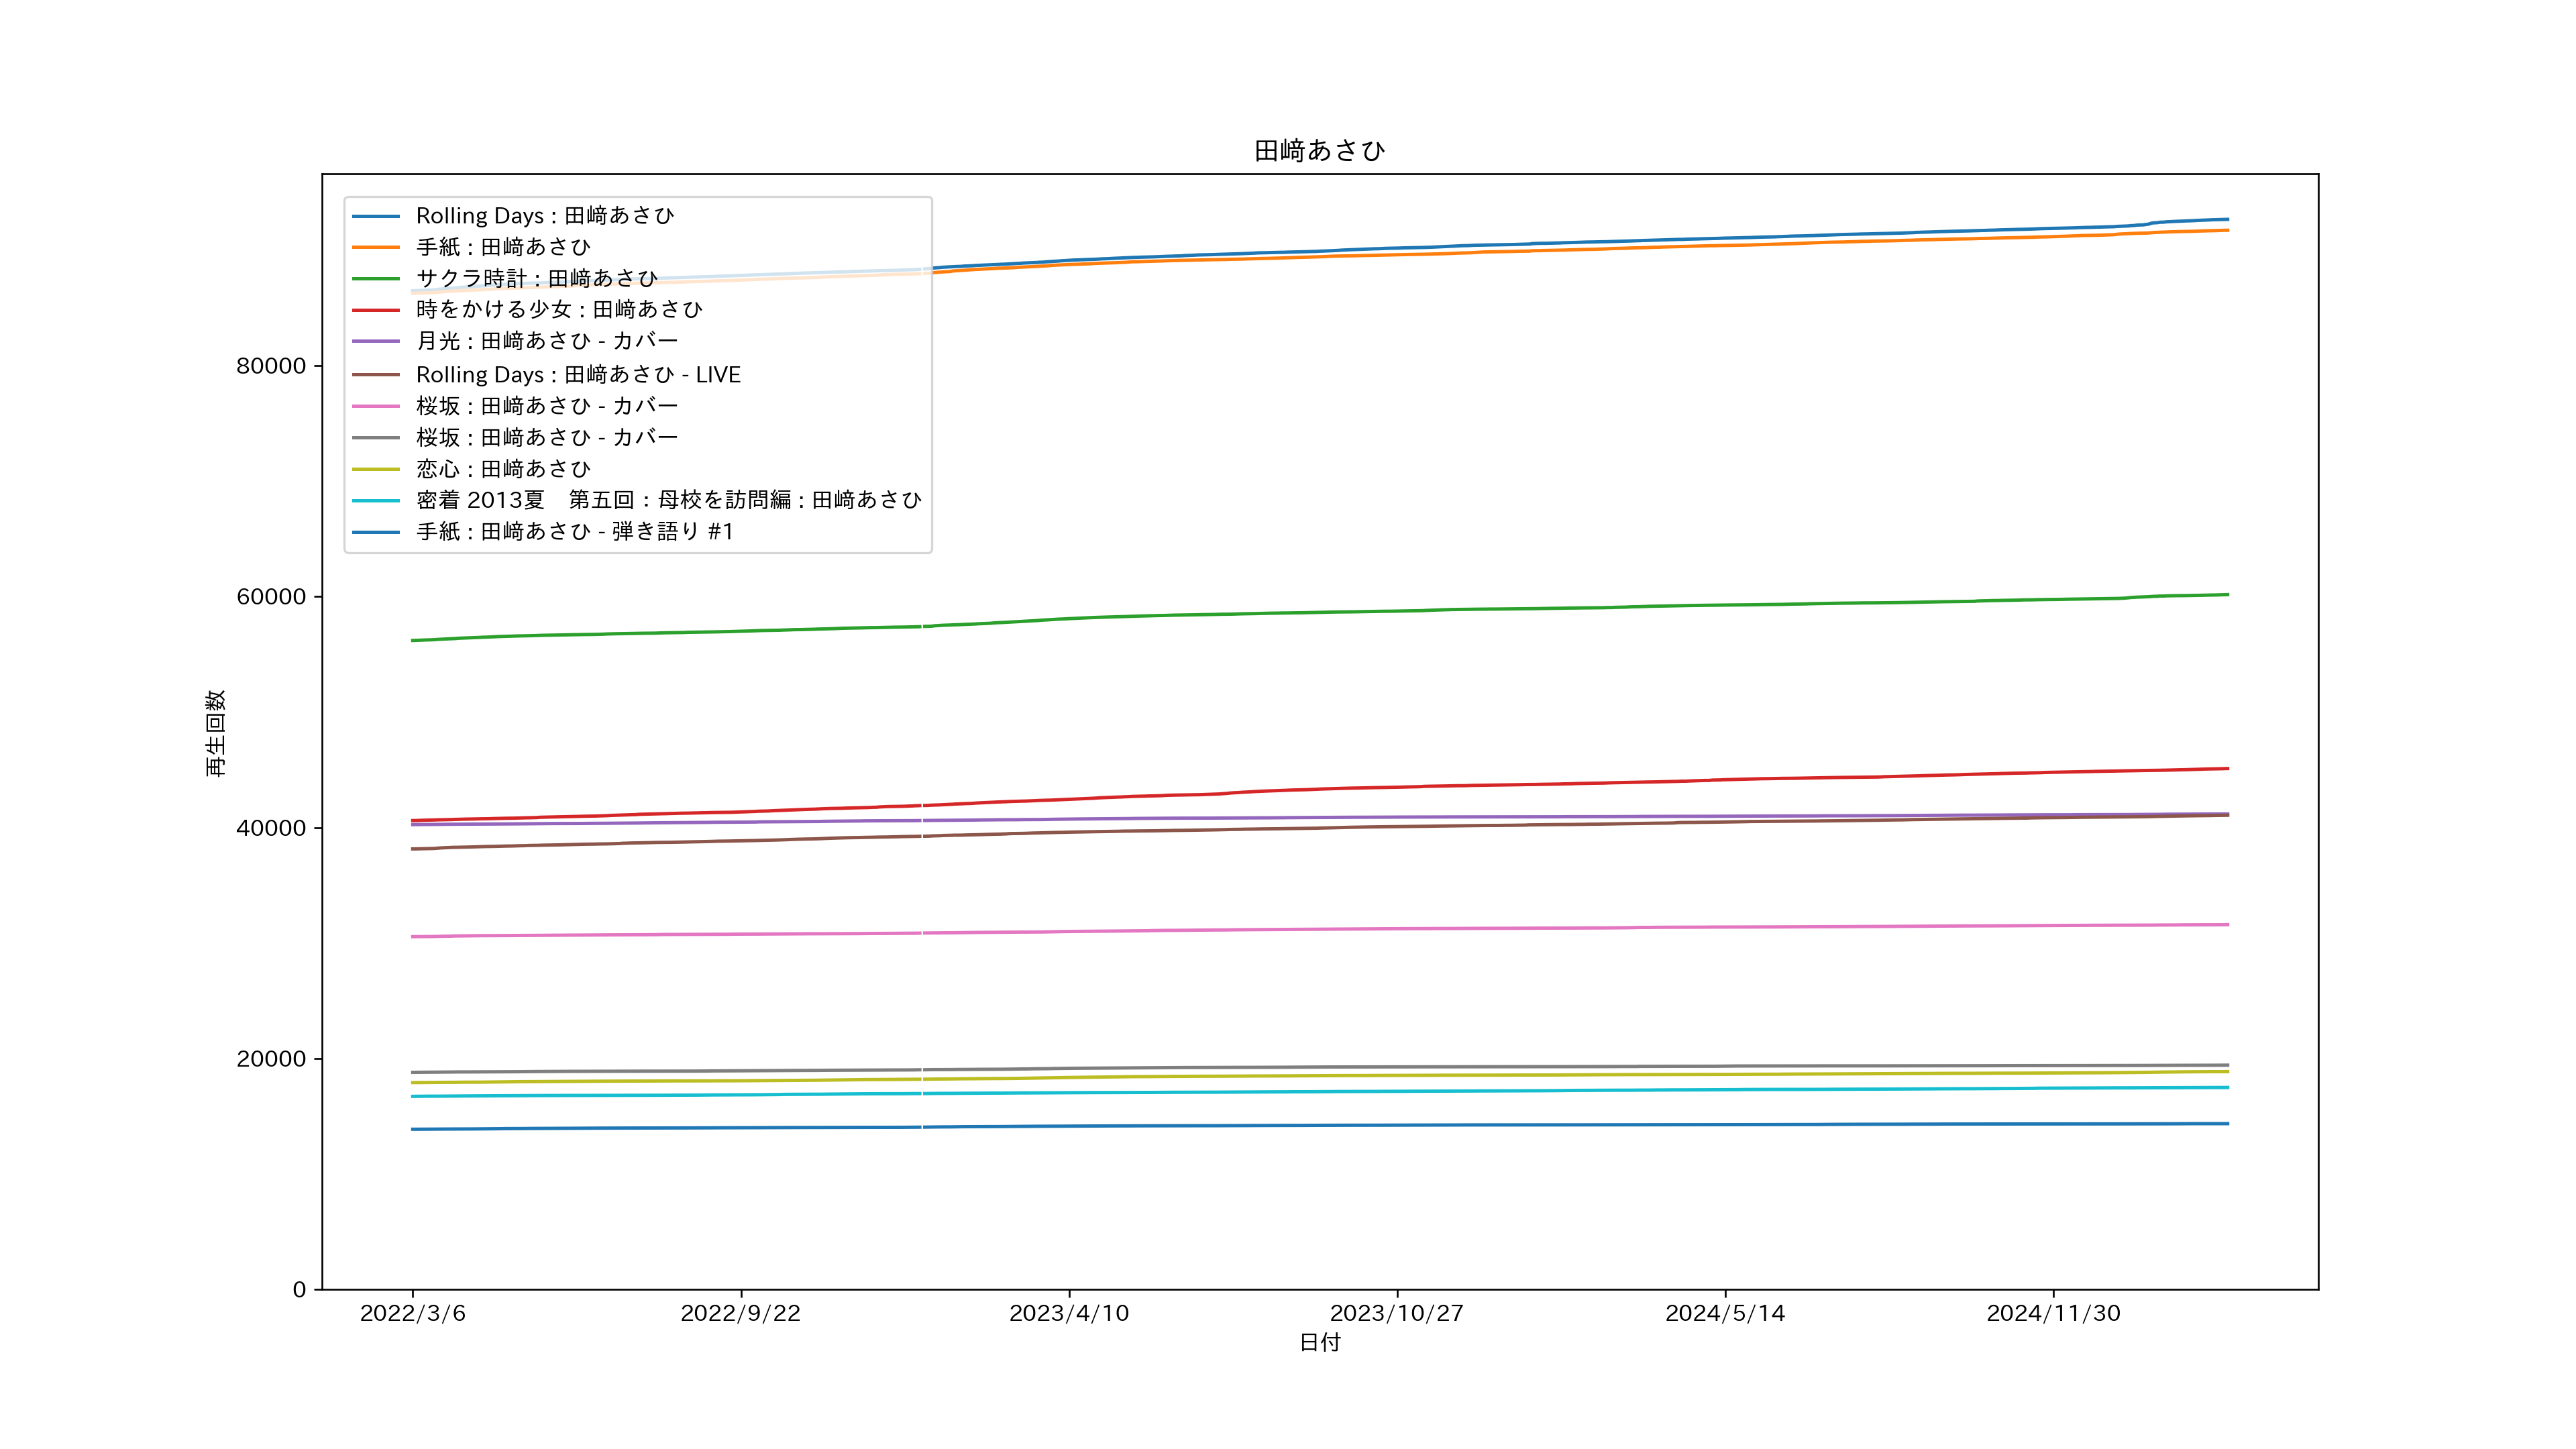 田﨑あさひ
Rolling Days : 田﨑あさひ
手紙 : 田﨑あさひ
サクラ時計 : 田﨑あさひ
時をかける少女 : 田﨑あさひ
月光 : 田﨑あさひ - カバー
Rolling Days : 田﨑あさひ - LIVE
桜坂 : 田﨑あさひ - カバー
桜坂 : 田﨑あさひ - カバー
恋心 : 田﨑あさひ
密着 2013夏　第五回：母校を訪問編 : 田﨑あさひ
手紙 : 田﨑あさひ - 弾き語り #1
80000
60000
40000
20000
0
再生回数
2022/3/6
2022/9/22
2023/4/10
2023/10/27
2024/5/14
2024/11/30
日付